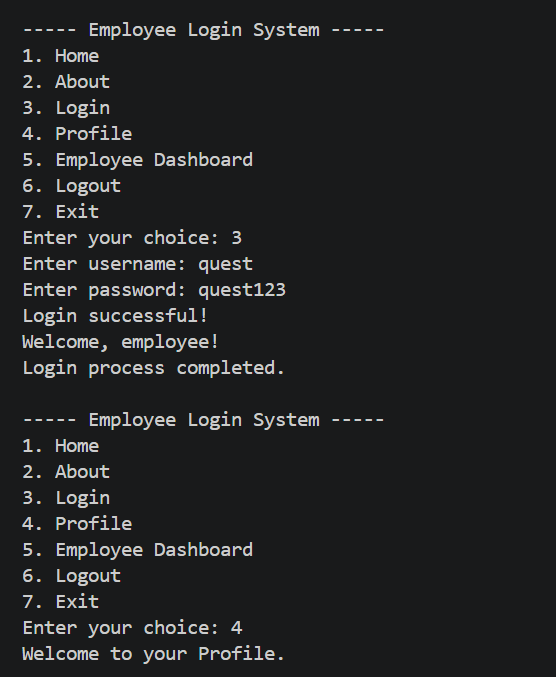 ----- Employee Login System -----
1. Home
2. About
3. Login
4. Profile
5. Employee Dashboard
6. Logout
7. Exit
Enter your choice: 3
Enter username: quest
Enter password: quest123
Login successful!
Welcome, employee!
Login process completed.
----- Employee Login System -----
1. Home
2. About
3. Login
4. Profile
5. Employee Dashboard
6. Logout
7. Exit
Enter your choice: 4
Welcome to your Profile.